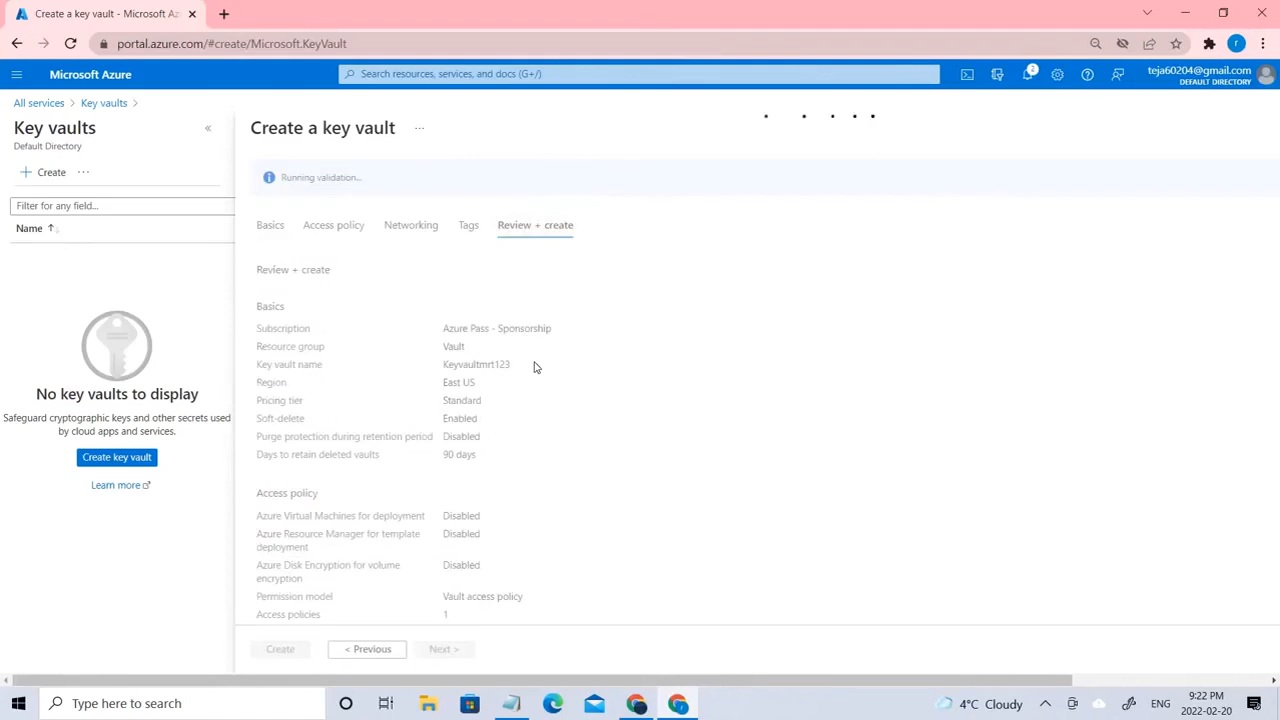 Create a key vault - Microsoft Az
portal.azure.com/#create/Microsoft.KeyVault
r
Microsoft Azure
Search resources, services, and docs (G+/)
2
teja60204@gmail.com
DEFAULT DIRECTORY
All services > Key vaults >
Key vaults
Default Directory
+ Create ...
Filter for any field...
Name ↑↓
No key vaults to display
Safeguard cryptographic keys and other secrets used
by cloud apps and services.
Create key vault
Learn more
Create a key vault ...
Running validation...
Basics Access policy Networking Tags Review + create
Review + create
Basics
Subscription Azure Pass - Sponsorship
Resource group Vault
Key vault name Keyvaultmrt123
Region East US
Pricing tier Standard
Soft-delete Enabled
Purge protection during retention period Disabled
Days to retain deleted vaults 90 days
Access policy
Azure Virtual Machines for deployment Disabled
Azure Resource Manager for template Disabled
deployment
Azure Disk Encryption for volume Disabled
encryption
Permission model Vault access policy
Access policies 1
Create < Previous Next >
Type here to search
4°C Cloudy
ENG
9:22 PM
2022-02-20